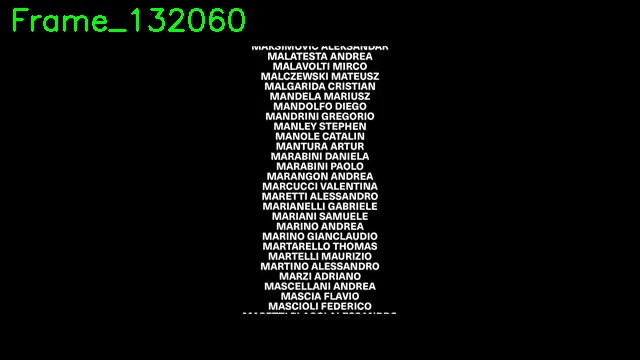 Frame_132060
MAKSIMOVIC ALEKSANDAR
MALATESTA ANDREA
MALAVOLTI MIRCO
MALCZEWSKI MATEUSZ
MALGARIDA CRISTIAN
MANDELA MARIUSZ
MANDOLFO DIEGO
MANDRINI GREGORIO
MANLEY STEPHEN
MANOLE CATALIN
MANTURA ARTUR
MARABINI DANIELA
MARABINI PAOLO
MARANGON ANDREA
MARCUCCI VALENTINA
MARETTI ALESSANDRO
MARIANELLI GABRIELE
MARIANI SAMUELE
MARINO ANDREA
MARINO GIANCLAUDIO
MARTARELLO THOMAS
MARTELLI MAURIZIO
MARTINO ALESSANDRO
MARZI ADRIANO
MASCELLANI ANDREA
MASCIA FLAVIO
MASCIOLI FEDERICO